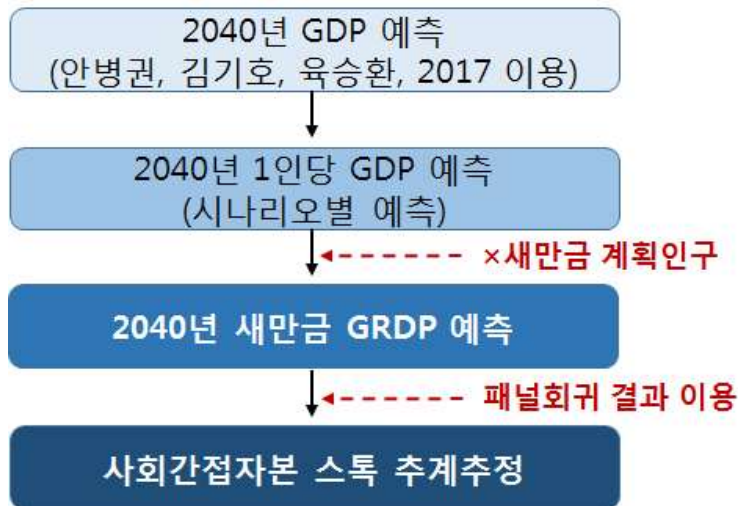 2040년 GDP 예측
(안병권, 김기호, 육승환, 2017 이용)
2040년 1인당 GDP 예측
(시나리오별 예측)
×새만금 계획인구
2040년 새만금 GRDP 예측
패널회귀 결과 이용
사회간접자본 스톡 추계추정